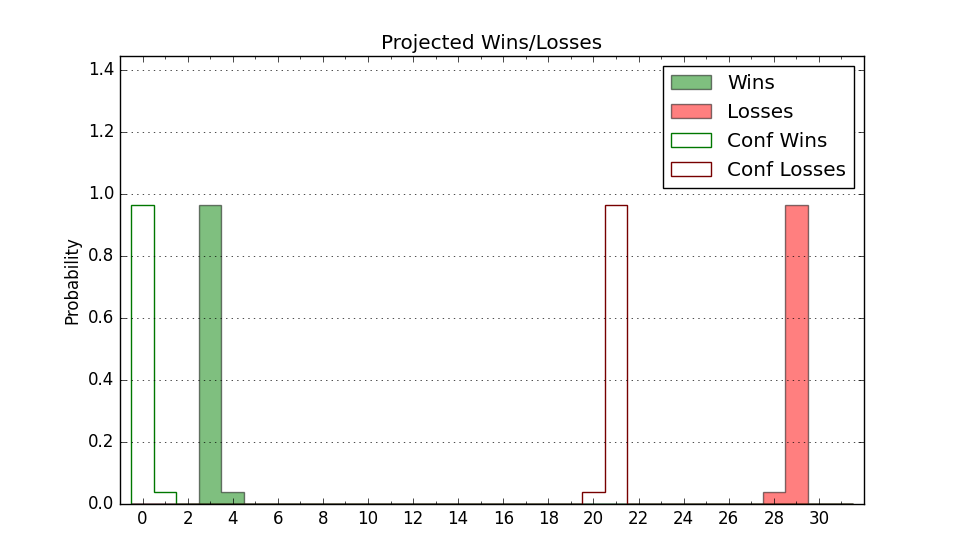 Projected Wins/Losses
Wins
Losses
Conf Wins
Conf Losses
Probability
1.4
1.2
1.0
0.8
0.6
0.4
0.2
0.0
0 2 4 6 8 10 12 14 16 18 20 22 24 26 28 30